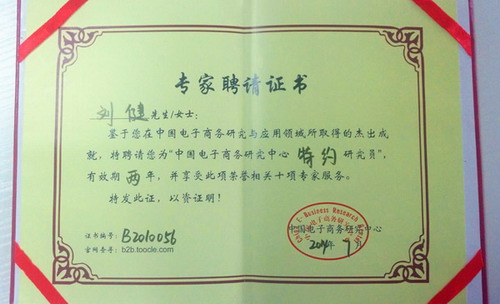 专家聘请证书
刘健 先生/女士：
鉴于您在中国电子商务研究与应用领域所取得的杰出成
就，特聘请您为“中国电子商务研究中心 特约 研究员”，
有效期 两 年，并享受此项荣誉相关十项专家服务。
特发此证，以资证明！
证书编号：B2010056
官网查寻：b2b.toocle.com
E-Business Research
中国电子商务研究中心